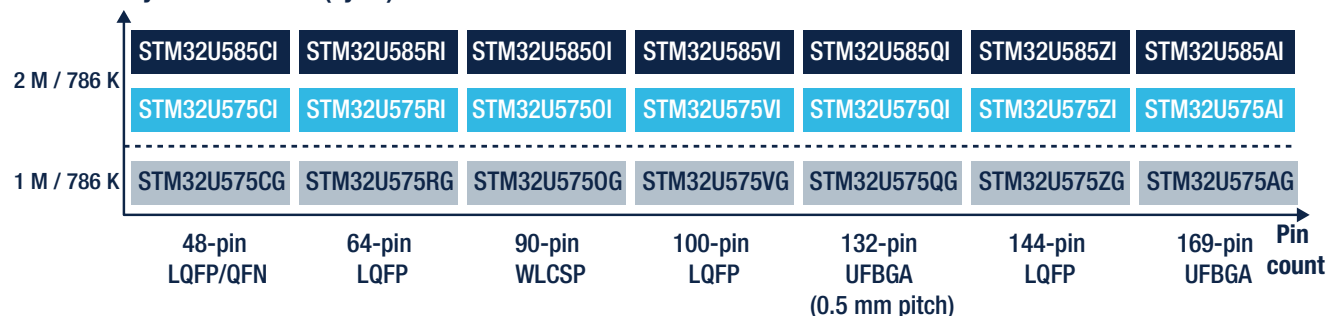 STM32U585CI STM32U585RI STM32U585OI STM32U585VI STM32U585QI STM32U585ZI STM32U585AI
2 M / 786 K
STM32U575CI STM32U575RI STM32U575OI STM32U575VI STM32U575QI STM32U575ZI STM32U575AI
1 M / 786 K STM32U575CG STM32U575RG STM32U575OG STM32U575VG STM32U575QG STM32U575ZG STM32U575AG
48-pin 64-pin 90-pin 100-pin 132-pin 144-pin 169-pin Pin
LQFP/QFN LQFP WLCSP LQFP UFBGA LQFP UFBGA count
(0.5 mm pitch)